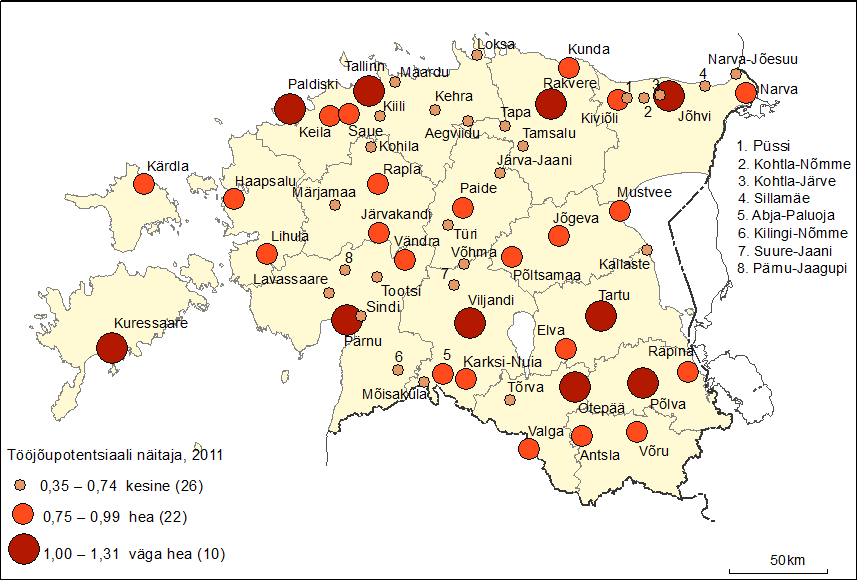 Loksa
Kunda
Tallinn
Maardu
Narva-Jõesuu
Paldiski
Rakvere
1
3
4
Kehra
Narva
Kiili
Tapa
Kiviõli
2
Jõhvi
Keila
Saue
Aegviidu
Tamsalu
Kohila
Järva-Jaani
Kärdla
Rapla
Haapsalu
Märjamaa
Paide
Mustvee
Järvakandi
Türi
Jõgeva
Lihula
Vändra
Võhma
8
Põltsamaa
Kallaste
Lavassaare
Tootsi
7
Sindi
Viljandi
Tartu
Kuressaare
Pärnu
Elva
6
5
Karksi-Nuia
Räpina
Mõisaküla
Tõrva
Otepää
Põlva
Valga
Antsla
Võru
1. Püssi
2. Kohtla-Nõmme
3. Kohtla-Järve
4. Sillamäe
5. Abja-Paluoja
6. Kilingi-Nõmme
7. Suure-Jaani
8. Pärnu-Jaagupi
Tööjõupotentsiaali näitaja, 2011
0,35 – 0,74 kesine (26)
0,75 – 0,99 hea (22)
1,00 – 1,31 väga hea (10)
50km